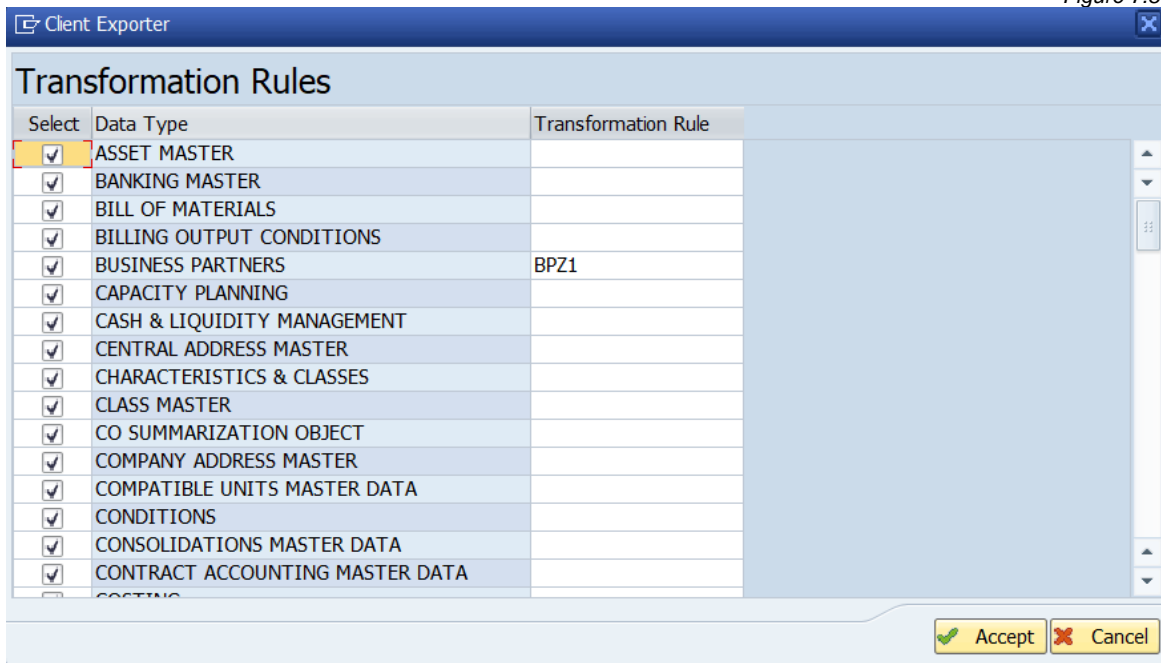 Client Exporter
Transformation Rules
Select Data Type Transformation Rule
ASSET MASTER
BANKING MASTER
BILL OF MATERIALS
BILLING OUTPUT CONDITIONS
BUSINESS PARTNERS BPZ1
CAPACITY PLANNING
CASH & LIQUIDITY MANAGEMENT
CENTRAL ADDRESS MASTER
CHARACTERISTICS & CLASSES
CLASS MASTER
CO SUMMARIZATION OBJECT
COMPANY ADDRESS MASTER
COMPATIBLE UNITS MASTER DATA
CONDITIONS
CONSOLIDATIONS MASTER DATA
CONTRACT ACCOUNTING MASTER DATA
COSTING
Accept Cancel